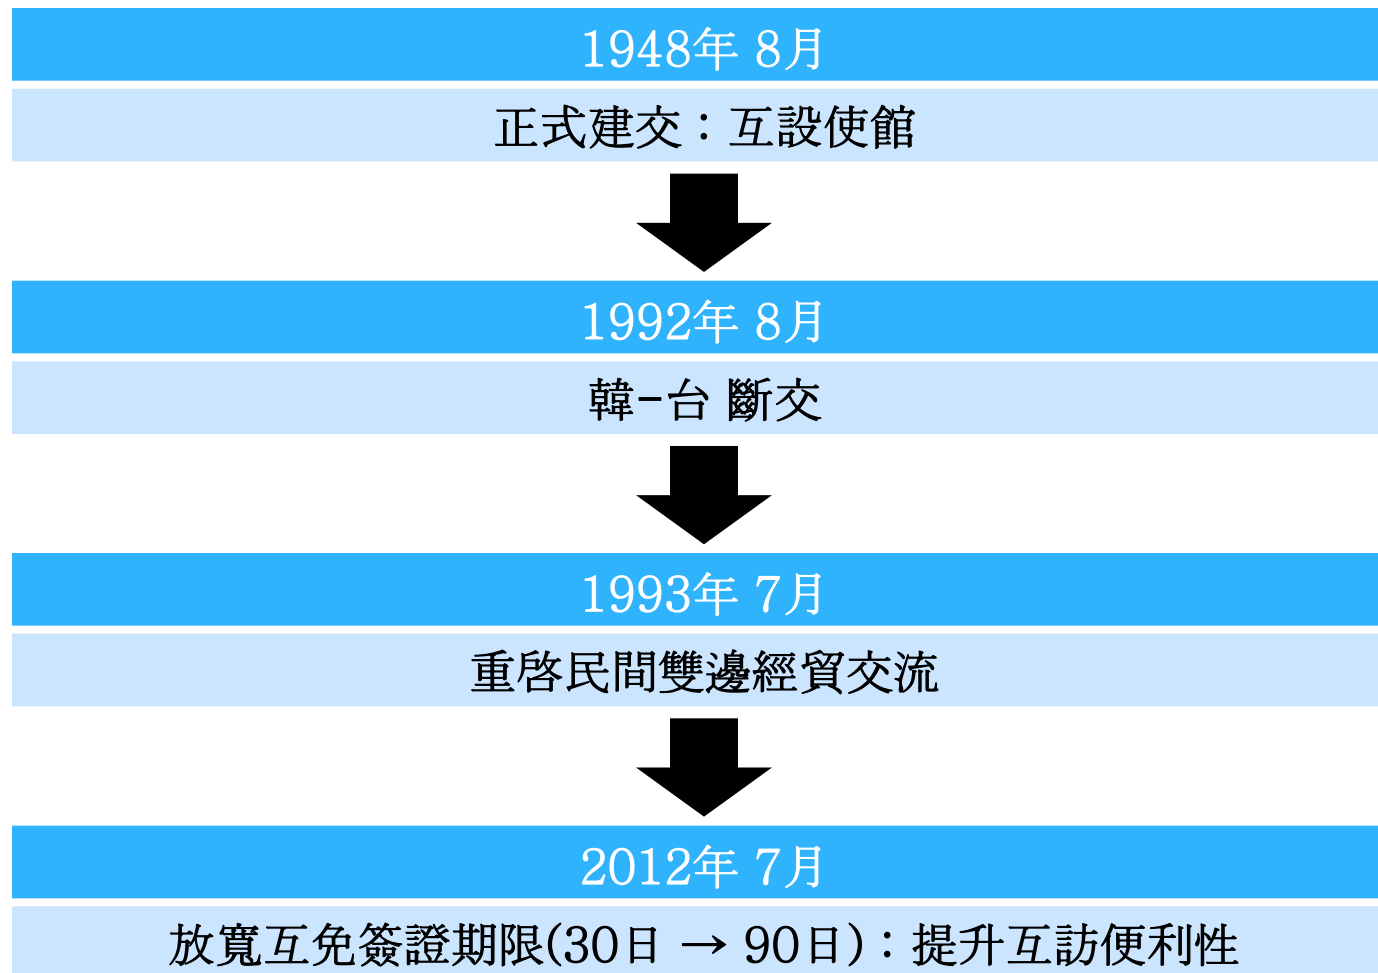 1948年 8月
正式建交：互設使館
1992年 8月
韓-台 斷交
1993年 7月
重啓民間雙邊經貿交流
2012年 7月
放寬互免簽證期限(30日 → 90日)：提升互訪便利性